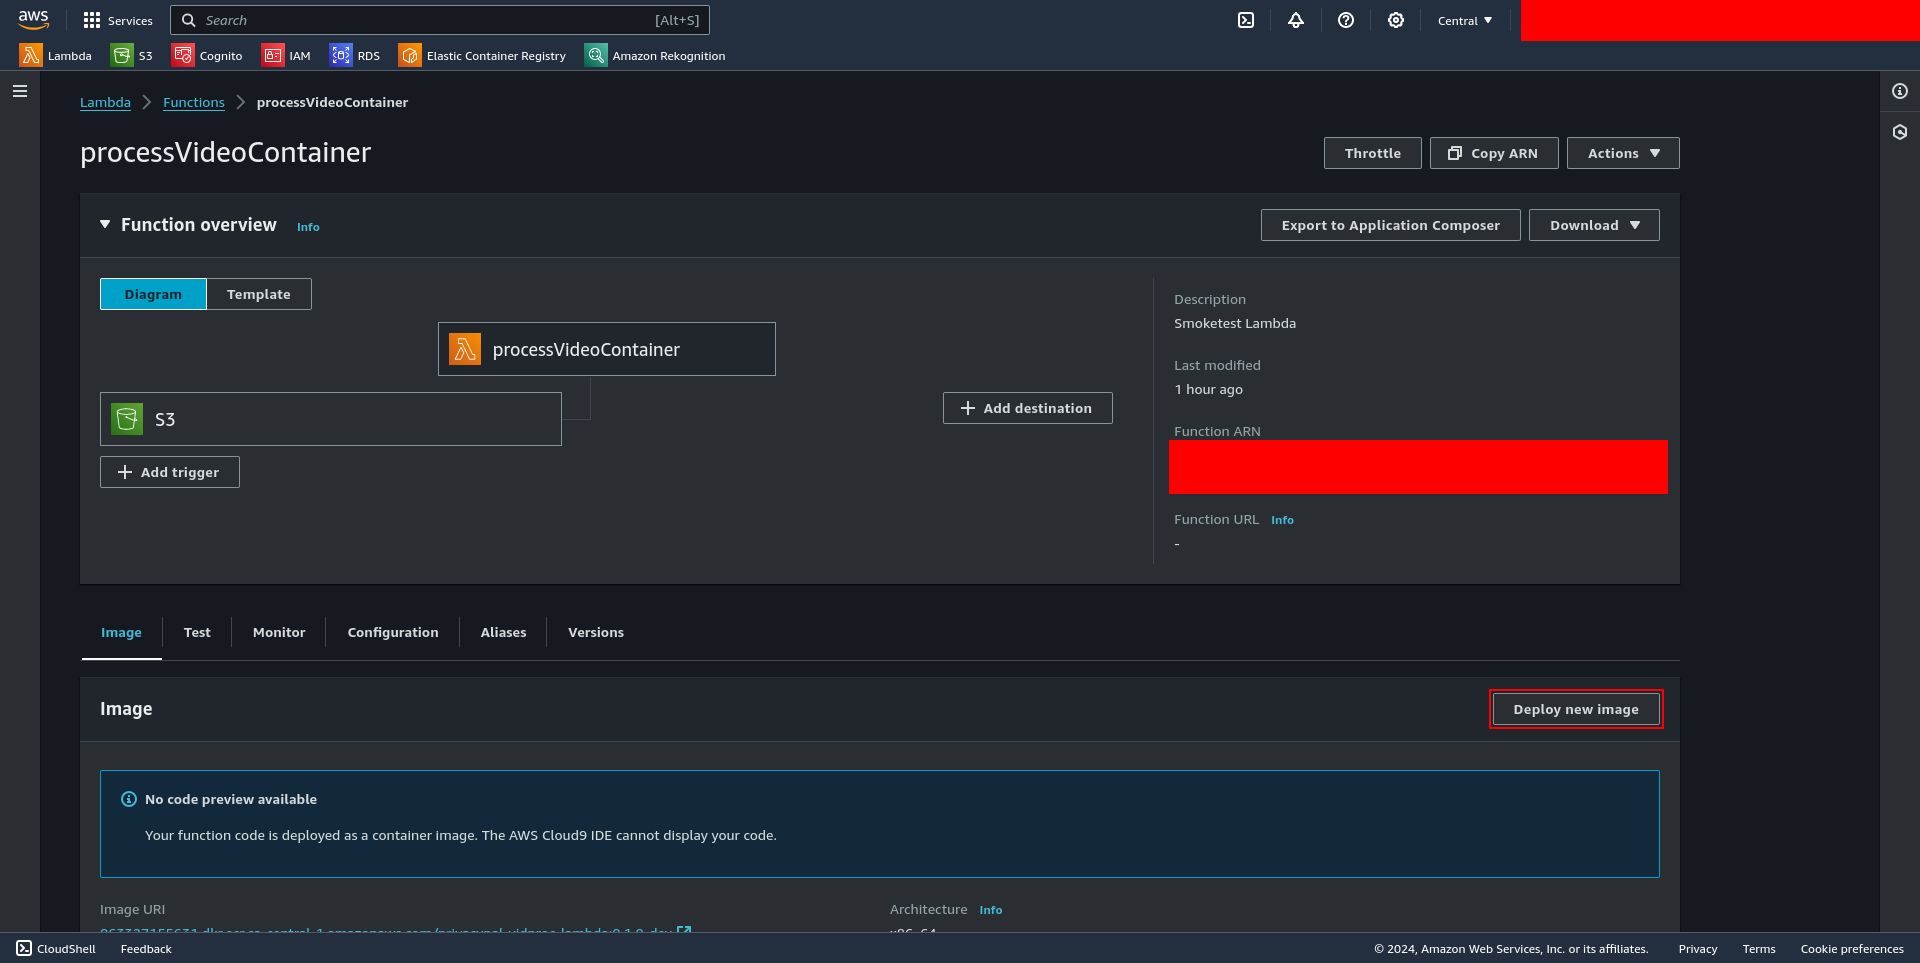 aws
Services
Search
[Alt+S]
Central
Lambda
S3
Cognito
IAM
RDS
Elastic Container Registry
Amazon Rekognition
Lambda
Functions
processVideoContainer
processVideoContainer
Throttle
Copy ARN
Actions
Function overview
Info
Export to Application Composer
Download
Diagram
Template
processVideoContainer
S3
Add trigger
Add destination
Description
Smoketest Lambda
Last modified
1 hour ago
Function ARN
Function URL
Info
-
Image
Test
Monitor
Configuration
Aliases
Versions
Image
Deploy new image
No code preview available
Your function code is deployed as a container image. The AWS Cloud9 IDE cannot display your code.
Image URI
Architecture
Info
CloudShell
Feedback
© 2024, Amazon Web Services, Inc. or its affiliates.
Privacy
Terms
Cookie preferences